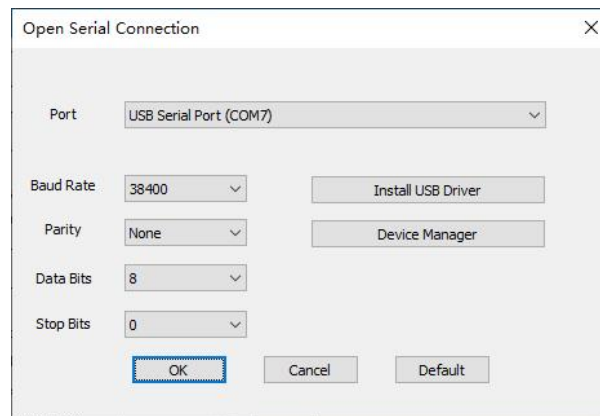 Open Serial Connection
Port USB Serial Port (COM7)
Baud Rate 38400 Install USB Driver
Parity None Device Manager
Data Bits 8
Stop Bits 0
OK Cancel Default